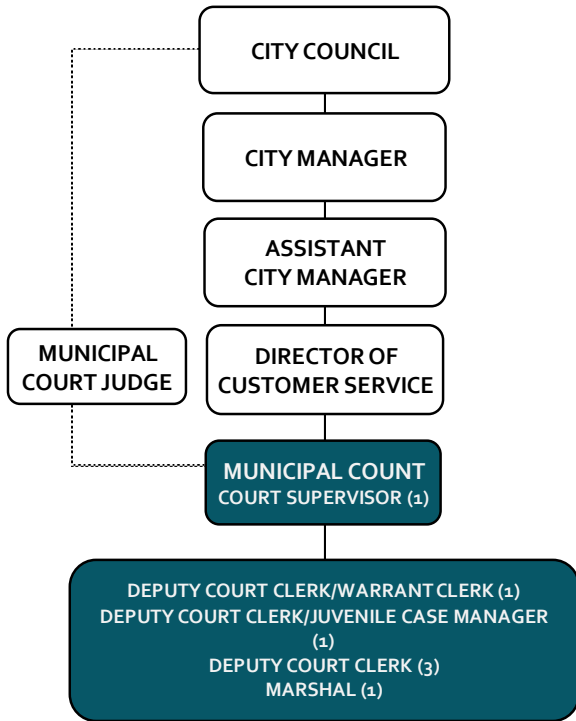 CITY COUNCIL
CITY MANAGER
ASSISTANT
CITY MANAGER
MUNICIPAL
COURT JUDGE
DIRECTOR OF
CUSTOMER SERVICE
MUNICIPAL COUNT
COURT SUPERVISOR (1)
DEPUTY COURT CLERK/WARRANT CLERK (1)
DEPUTY COURT CLERK/JUVENILE CASE MANAGER
(1)
DEPUTY COURT CLERK (3)
MARSHAL (1)